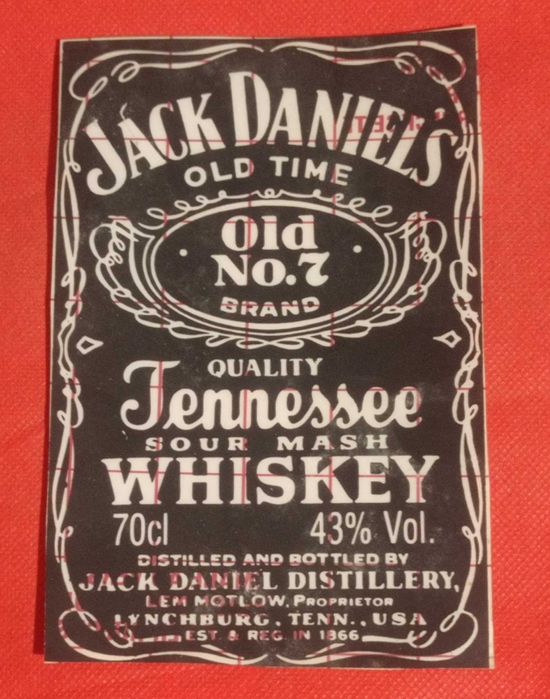 JACK DANIEL'S
OLD TIME
Old
No.7
BRAND
QUALITY
Tennessee
SOUR MASH
WHISKEY
70cl 43% Vol.
DISTILLED AND BOTTLED BY
JACK DANIEL DISTILLERY,
LEM MOTLOW, PROPRIETOR
LYNCHBURG, TENN., USA
EST. & REG. IN 1866